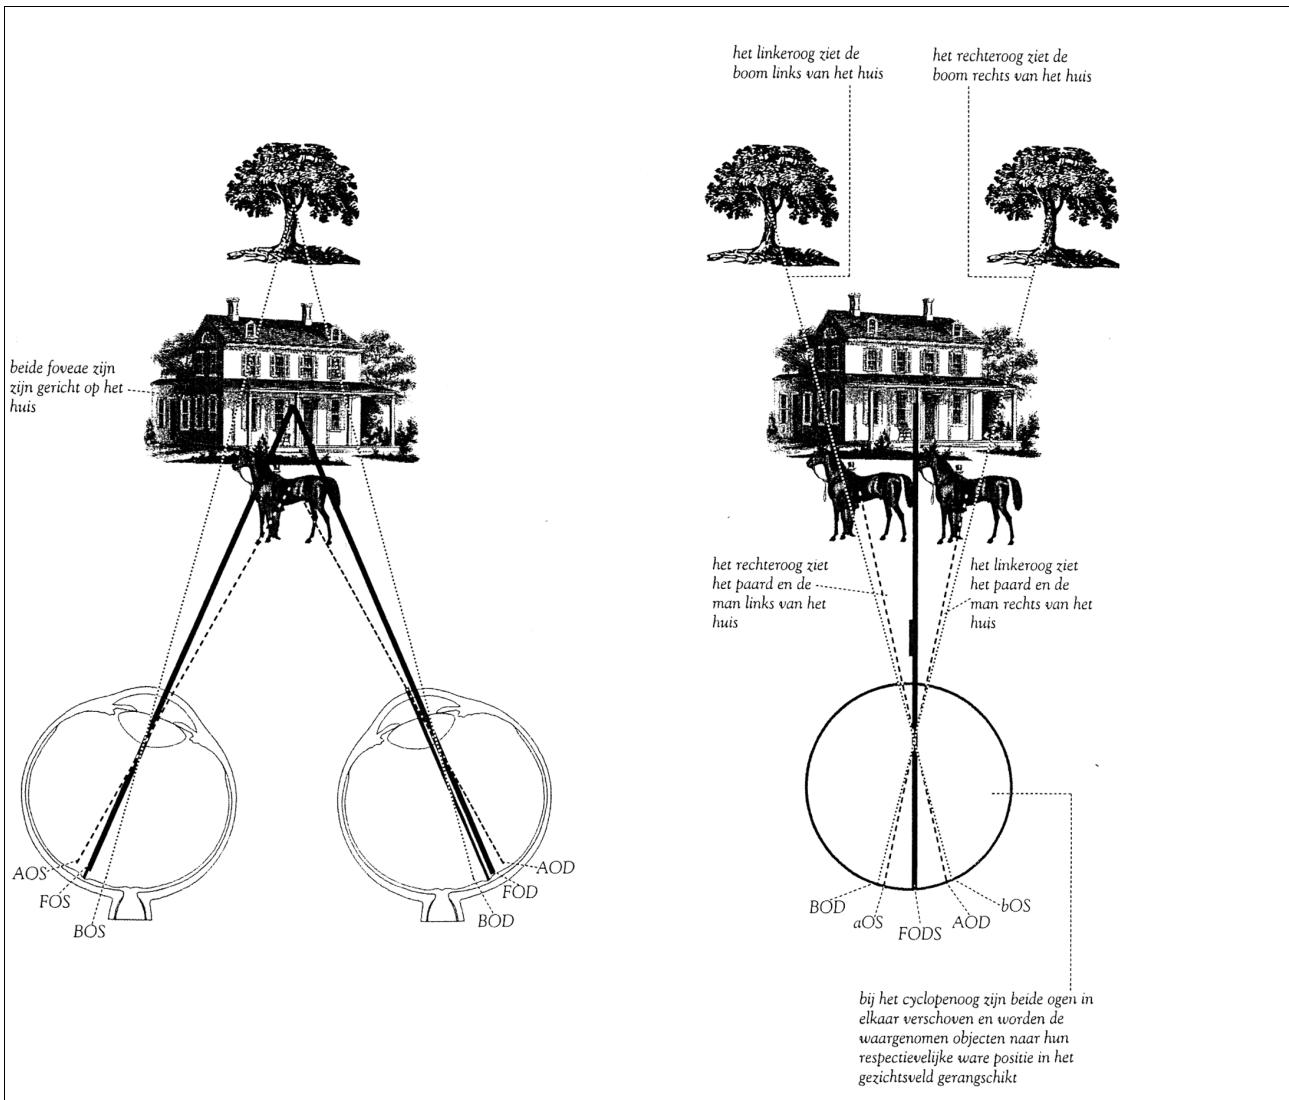 het linkeroog ziet de
boom links van het huis
het rechteroog ziet de
boom rechts van het huis
beide foveae zijn
zijn gericht op het
huis
het rechteroog ziet
het paard en de
man links van het
huis
het linkeroog ziet
het paard en de
man rechts van het
huis
AOS
FOS
BOS
AOD
FOD
BOD
BOD
aOS
FODS
AOD
bOS
bij het cyclopenoog zijn beide ogen in
elkaar verschoven en worden de
waargenomen objecten naar hun
respectievelijke ware positie in het
gezichtsveld gerangschikt